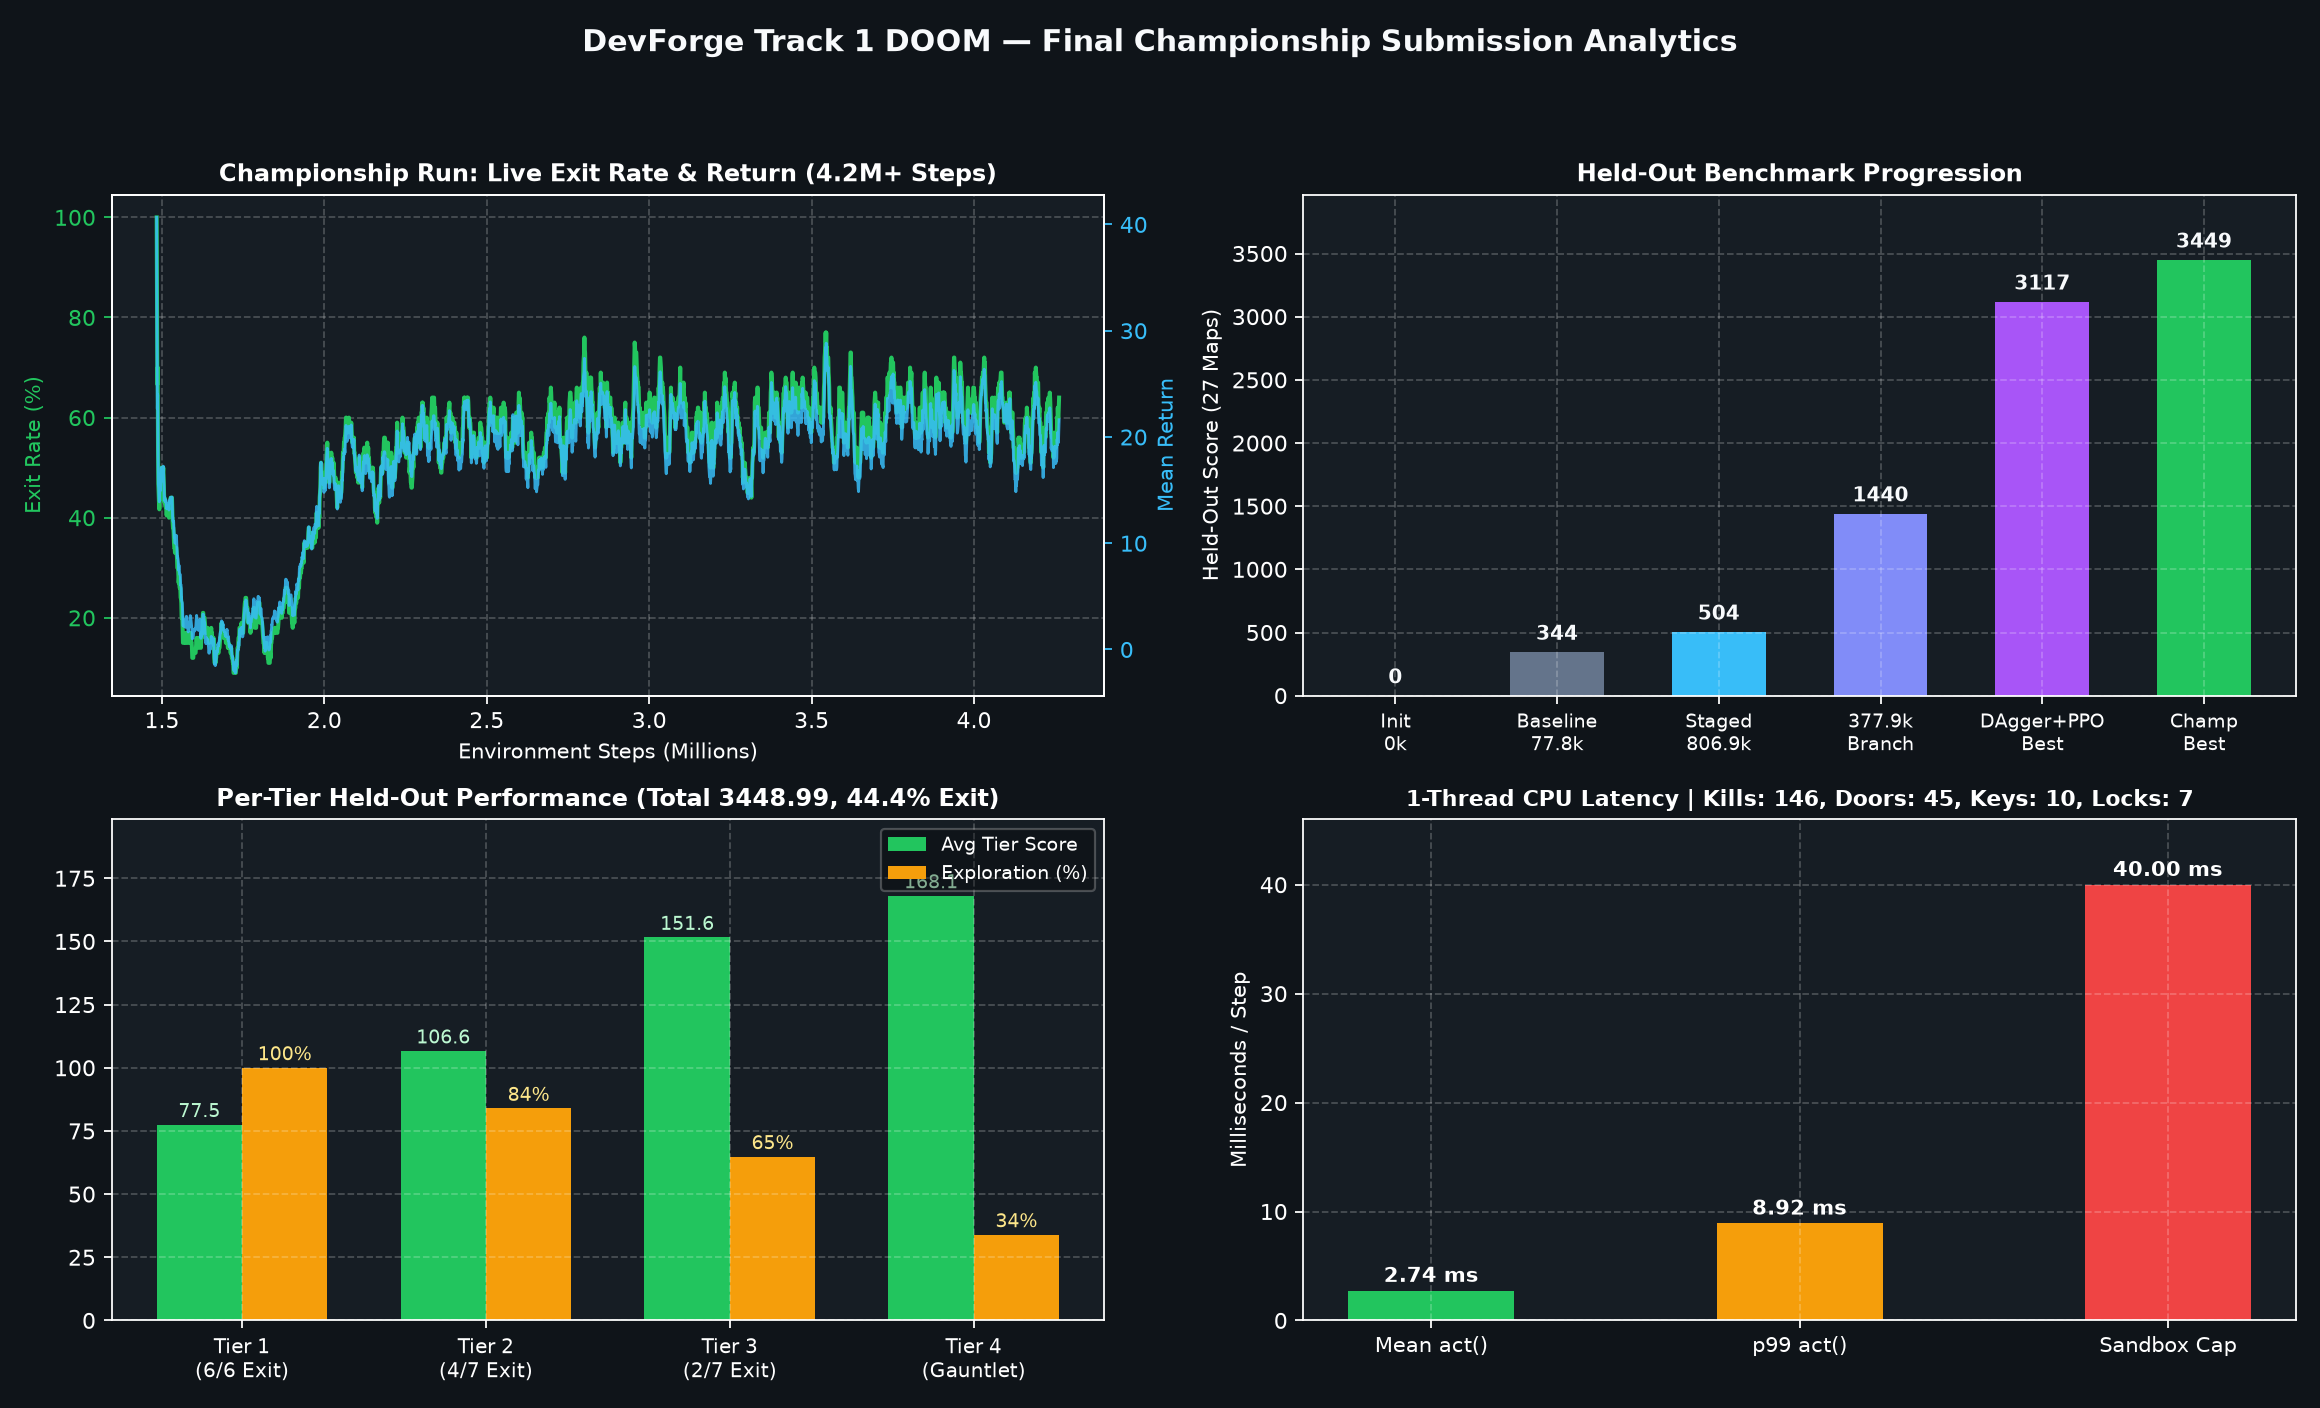 DevForge Track 1 DOOM — Final Championship Submission Analytics
Championship Run: Live Exit Rate & Return (4.2M+ Steps)
Exit Rate (%)
100
80
60
40
20
40
30
20
10
0
Mean Return
1.5
2.0
2.5
3.0
3.5
4.0
Environment Steps (Millions)
Held-Out Benchmark Progression
Held-Out Score (27 Maps)
3500
3000
2500
2000
1500
1000
500
0
0
344
504
1440
3117
3449
Init
0k
Baseline
77.8k
Staged
806.9k
377.9k
Branch
DAgger+PPO
Best
Champ
Best
Per-Tier Held-Out Performance (Total 3448.99, 44.4% Exit)
Avg Tier Score
Exploration (%)
175
150
125
100
75
50
25
0
77.5
100%
106.6
84%
151.6
65%
168.1
34%
Tier 1
(6/6 Exit)
Tier 2
(4/7 Exit)
Tier 3
(2/7 Exit)
Tier 4
(Gauntlet)
1-Thread CPU Latency | Kills: 146, Doors: 45, Keys: 10, Locks: 7
Milliseconds / Step
40
30
20
10
0
2.74 ms
8.92 ms
40.00 ms
Mean act()
p99 act()
Sandbox Cap